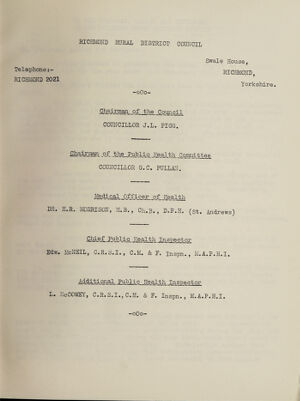 RICHMOND RURAL DISTRICT COUNCIL
Swale House,
Telephone:-
RICHMOND,
RICHMOND 2021
Yorkshire.
-oOo-
Chairman of the Council
COUNCILLOR J.L. PIGG.
Chairman of the Public Health Committee
COUNCILLOR G.C. PULLAN.
Medical Officer of Health
DR. H.R. MORRISON, M.B., Ch.B., D.P.H. (St. Andrews)
Chief Public Health Inspector
Edw. McNEIL, C.R.S.I., C.M. & F. Inspn., M.A.P.H.I.
Additional Public Health Inspector
L. McCOWEY, C.R.S.I.,C.M. & F. Inspn., M.A.P.H.I.
-oOo-